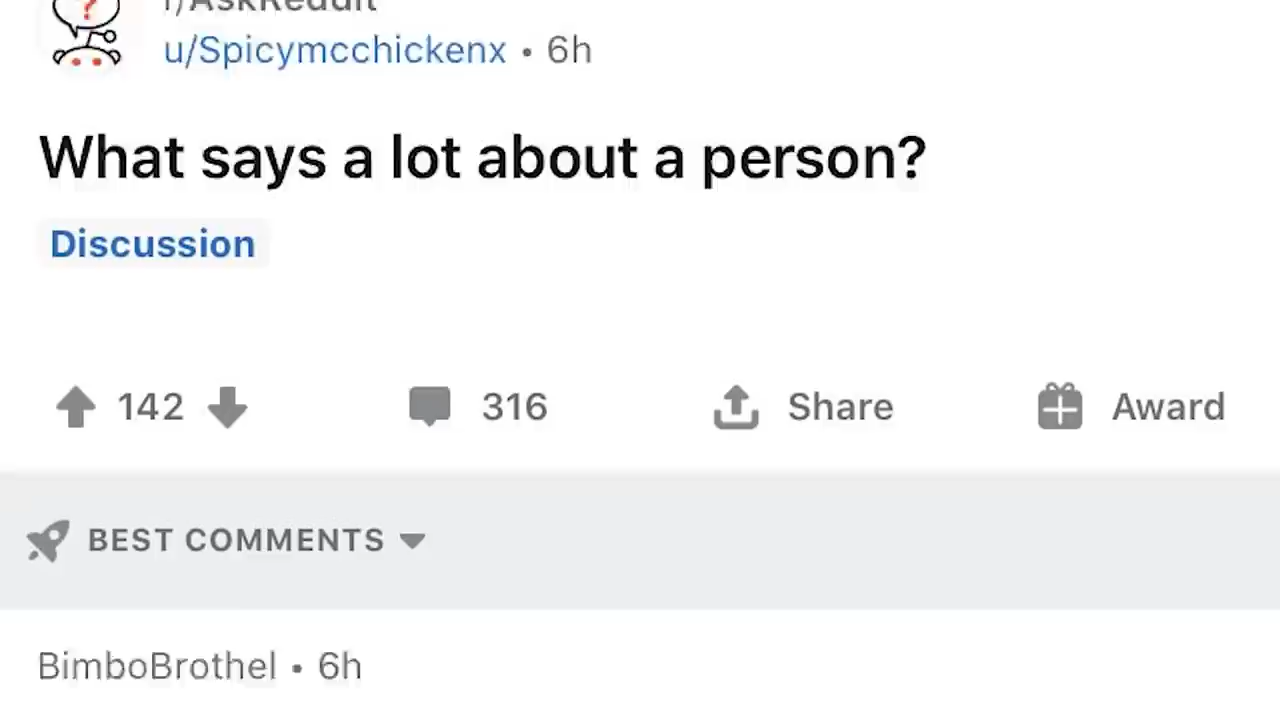 r/AskReddit
u/Spicymcchickenx • 6h
What says a lot about a person?
Discussion
142
316
Share
Award
BEST COMMENTS
BimboBrothel • 6h